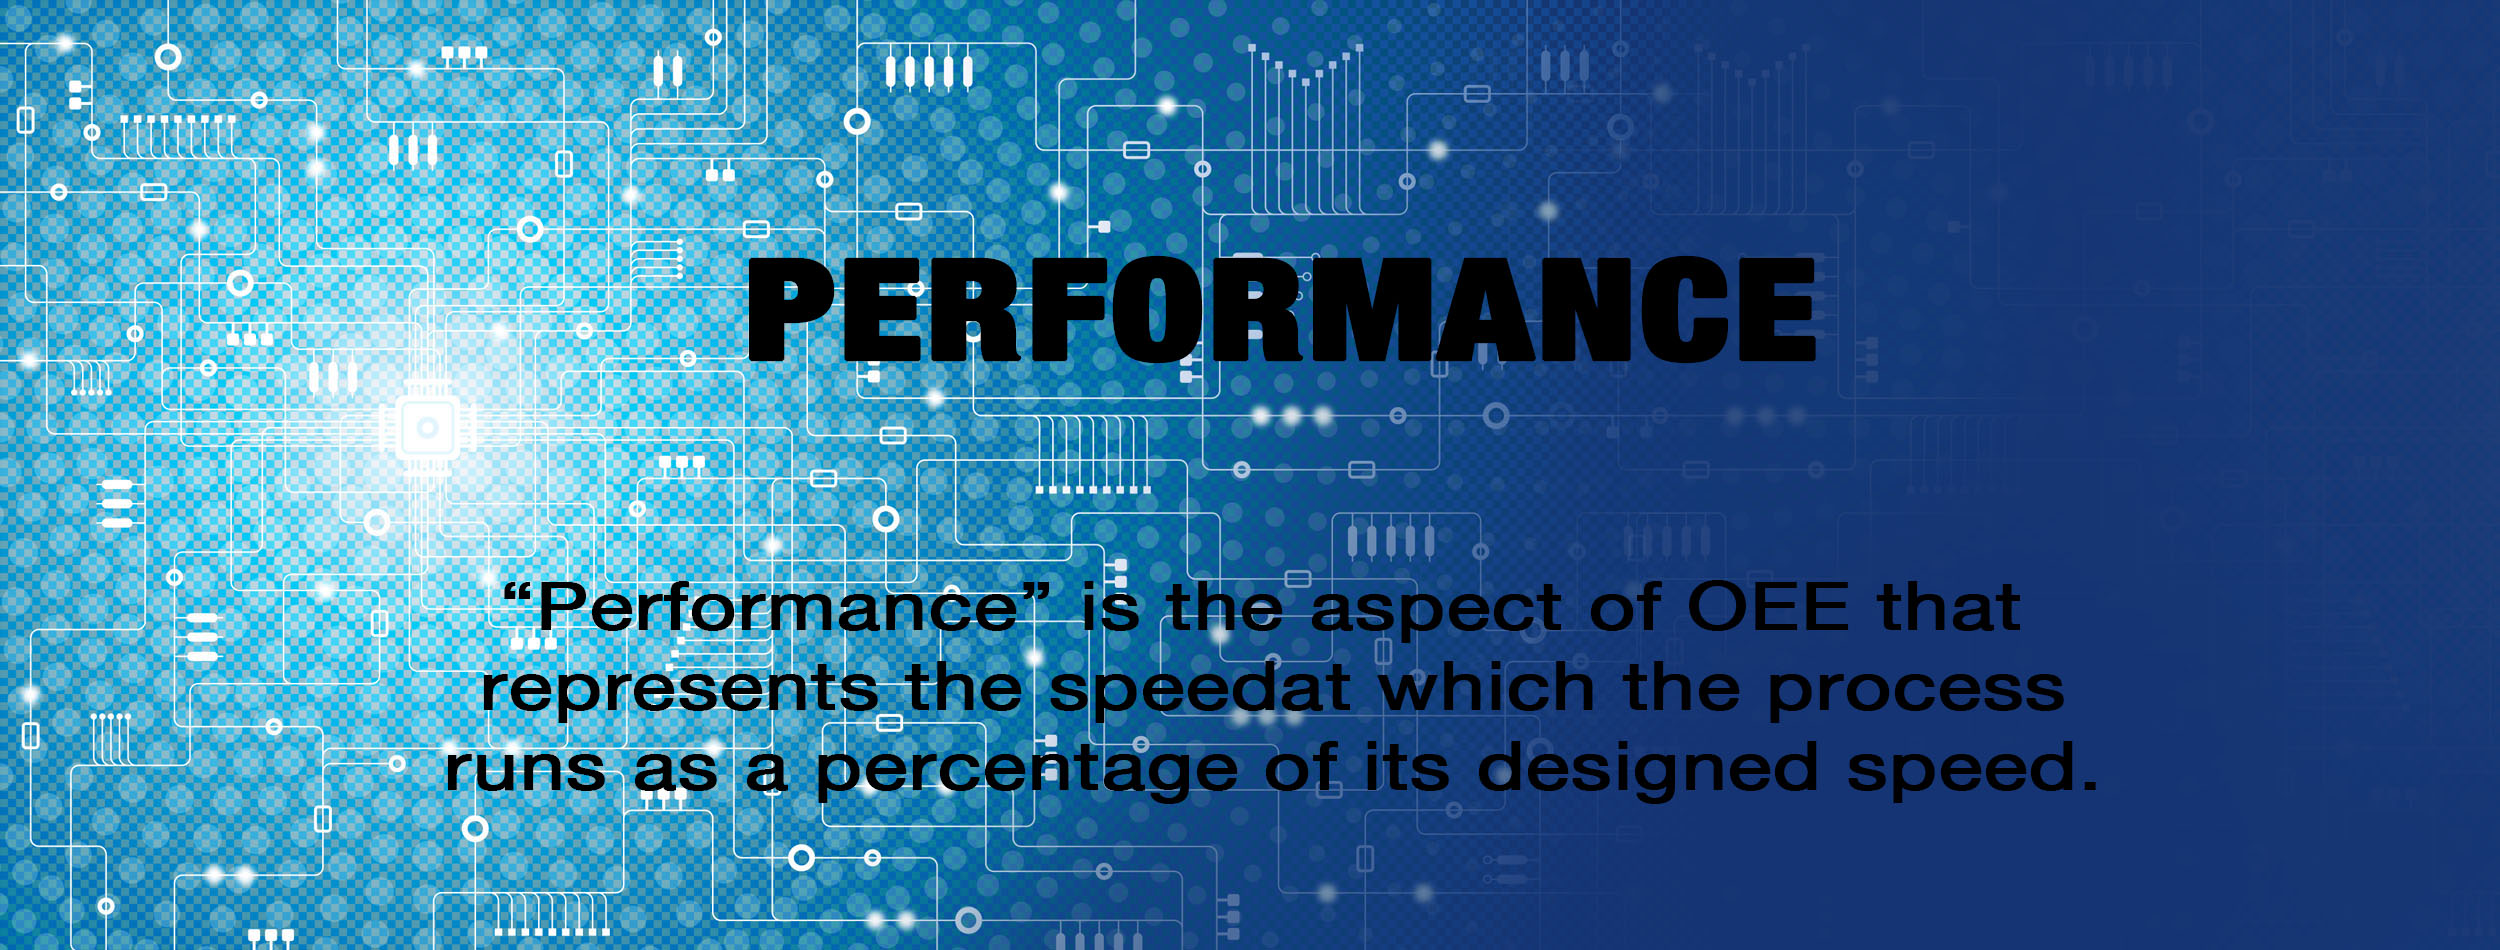 PERFORMANCE
“Performance” is the aspect of OEE that
represents the speedat which the process
runs as a percentage of its designed speed.